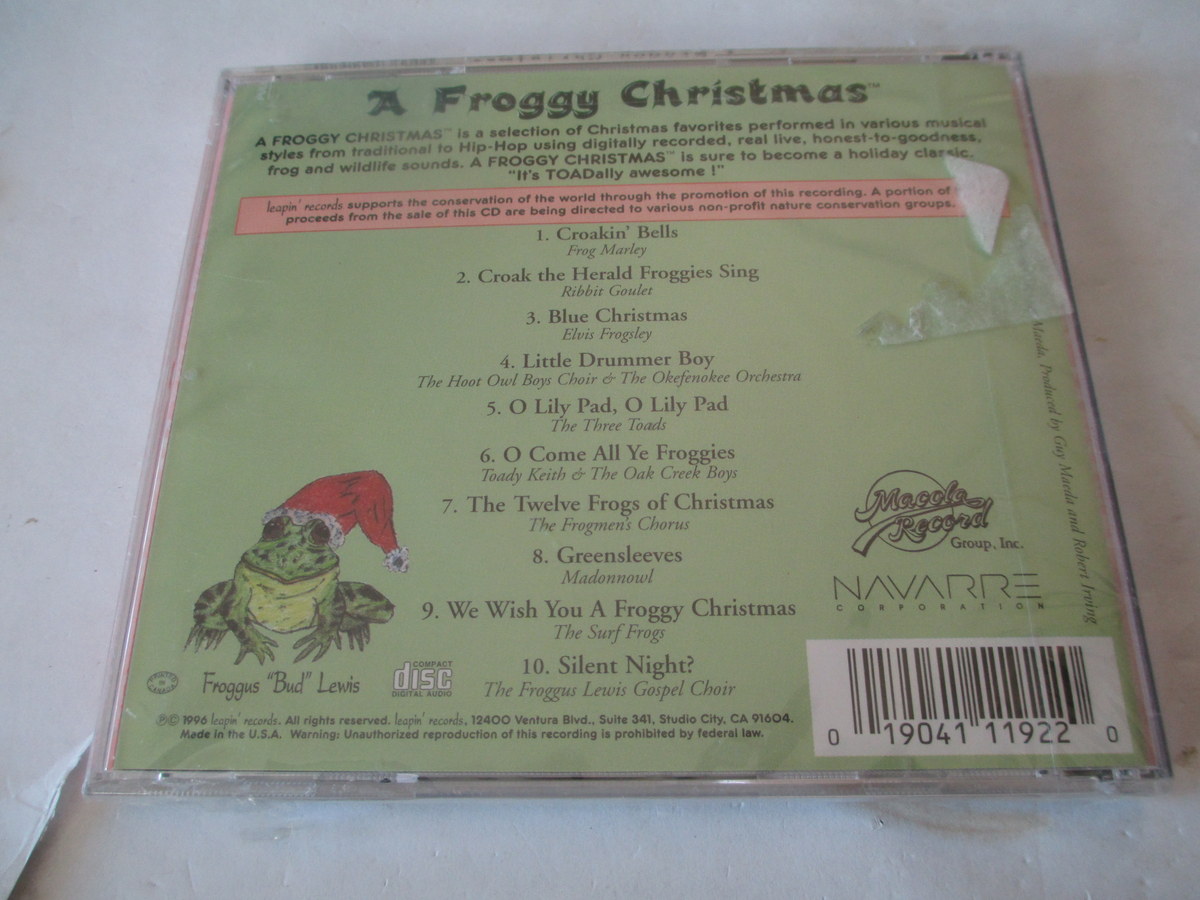 A Froggy Christmas™
A FROGGY CHRISTMAS™ is a selection of Christmas favorites performed in various musical
styles from traditional to Hip-Hop using digitally recorded, real live, honest-to-goodness,
frog and wildlife sounds. A FROGGY CHRISTMAS™ is sure to become a holiday classic.
"It's TOADally awesome !"
leapin' records supports the conservation of the world through the promotion of this recording. A portion of
proceeds from the sale of this CD are being directed to various non-profit nature conservation groups.
1. Croakin' Bells
Frog Marley
2. Croak the Herald Froggies Sing
Ribbit Goulet
3. Blue Christmas
Elvis Frogsley
4. Little Drummer Boy
The Hoot Owl Boys Choir & The Okefenokee Orchestra
5. O Lily Pad, O Lily Pad
The Three Toads
6. O Come All Ye Froggies
Toady Keith & The Oak Creek Boys
7. The Twelve Frogs of Christmas
The Frogmen's Chorus
8. Greensleeves
Madonnowl
9. We Wish You A Froggy Christmas
The Surf Frogs
10. Silent Night?
The Froggus Lewis Gospel Choir
Maeda, Produced by Guy Maeda and Robert Irving
Macola
Record
Group, Inc.
NAVARRE
CORPORATION
Froggus "Bud" Lewis
COMPACT
disc
DIGITAL AUDIO
℗© 1996 leapin' records. All rights reserved. leapin' records, 12400 Ventura Blvd., Suite 341, Studio City, CA 91604.
Made in the U.S.A. Warning: Unauthorized reproduction of this recording is prohibited by federal law.
0 19041 11922 0